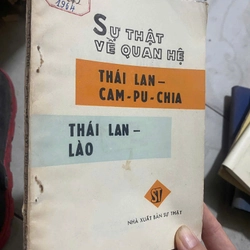 1984
SỰ THẬT
VỀ QUAN HỆ
THÁI LAN –
CAM-PU-CHIA
THÁI LAN –
LÀO
ST
NHÀ XUẤT BẢN SỰ THẬT